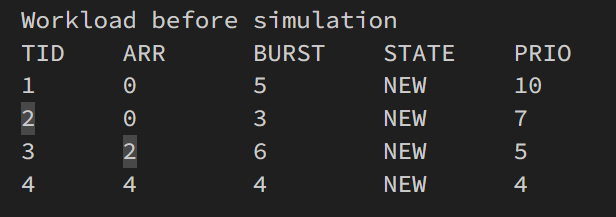 Workload before simulation
TID ARR BURST STATE PRIO
1 0 5 NEW 10
2 0 3 NEW 7
3 2 6 NEW 5
4 4 4 NEW 4